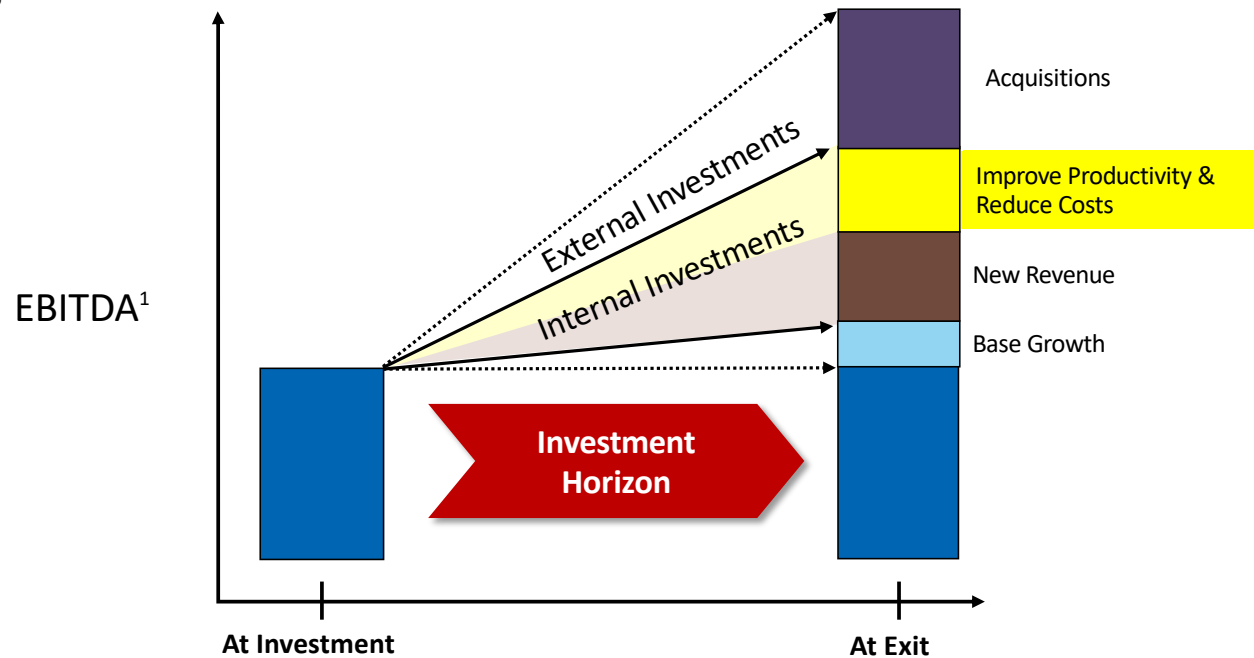 Acquisitions
External Investments
Improve Productivity &
Reduce Costs
Internal Investments
New Revenue
EBITDA¹
Base Growth
Investment
Horizon
At Investment
At Exit